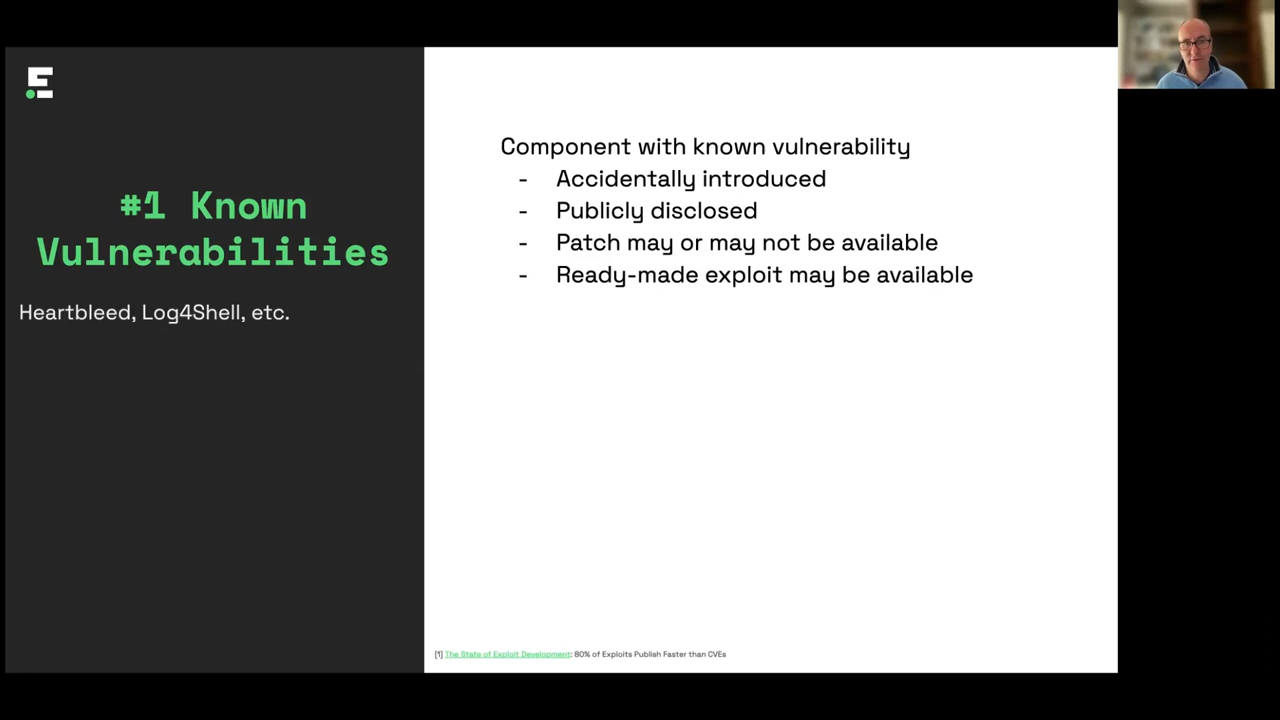 #1 Known
Vulnerabilities
Heartbleed, Log4Shell, etc.
Component with known vulnerability
- Accidentally introduced
- Publicly disclosed
- Patch may or may not be available
- Ready-made exploit may be available
[1] The State of Exploit Development: 80% of Exploits Publish Faster than CVEs